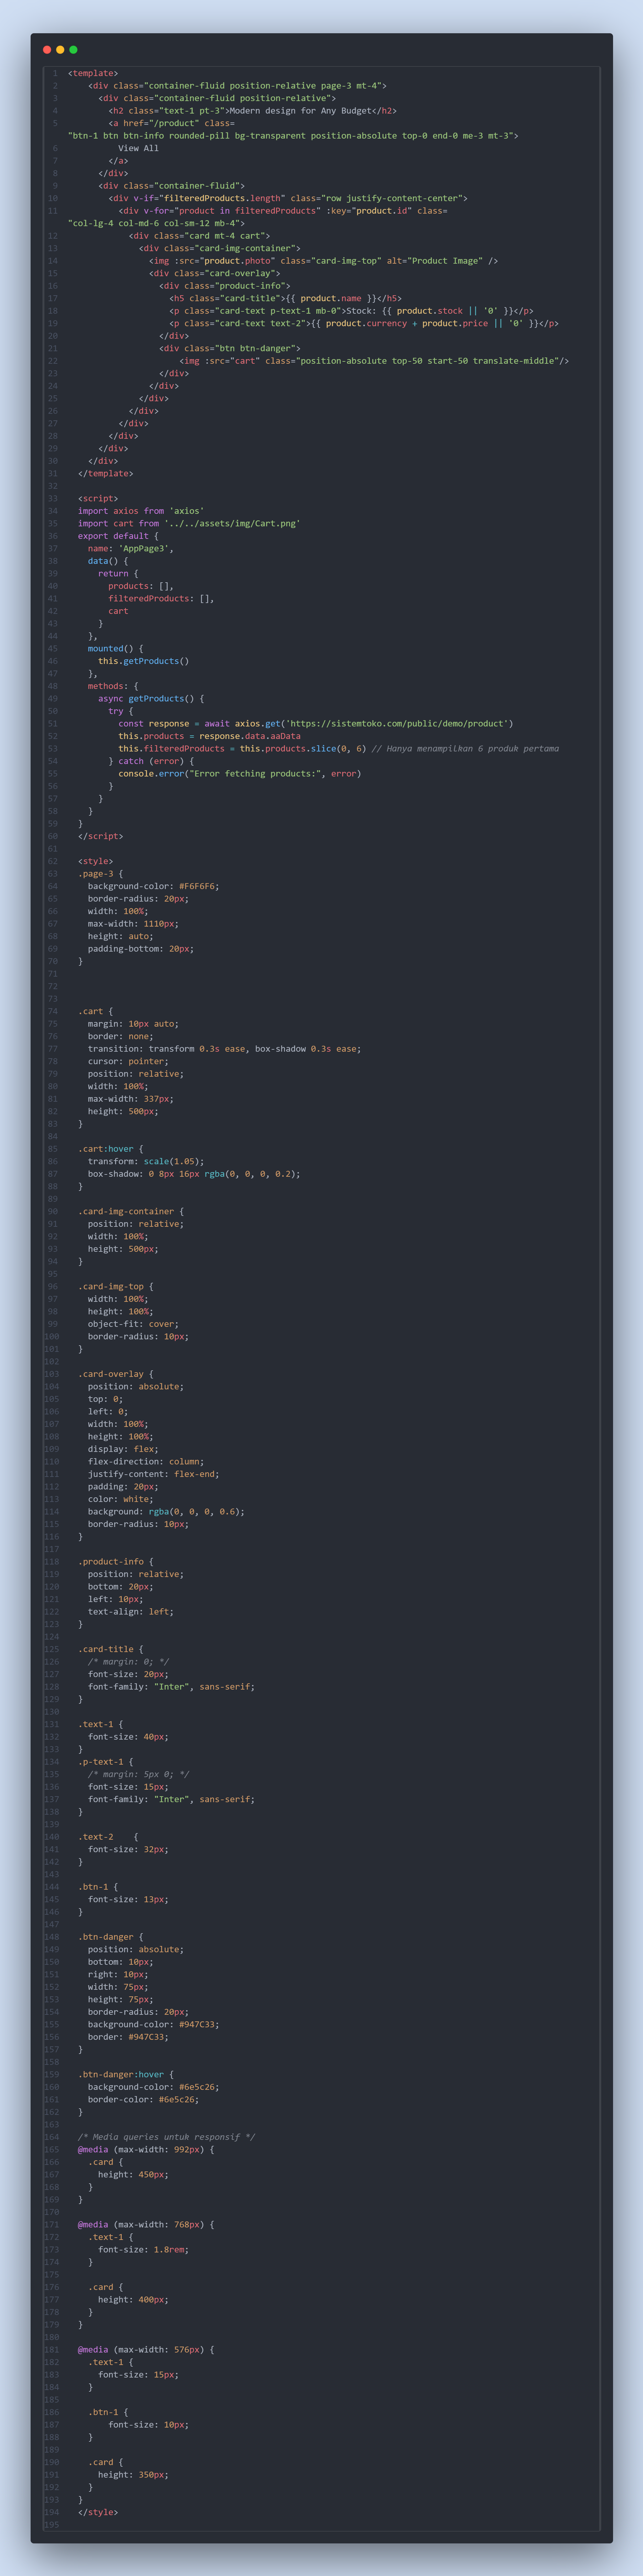 1 <template>
2 <div class="container-fluid position-relative page-3 mt-4">
3 <div class="container-fluid position-relative">
4 <h2 class="text-1 pt-3">Modern design for Any Budget</h2>
5 <a href="/product" class=
"btn-1 btn btn-info rounded-pill bg-transparent position-absolute top-0 end-0 me-3 mt-3">
6 View All
7 </a>
8 </div>
9 <div class="container-fluid">
10 <div v-if="filteredProducts.length" class="row justify-content-center">
11 <div v-for="product in filteredProducts" :key="product.id" class=
"col-lg-4 col-md-6 col-sm-12 mb-4">
12 <div class="card mt-4 cart">
13 <div class="card-img-container">
14 <img :src="product.photo" class="card-img-top" alt="Product Image" />
15 <div class="card-overlay">
16 <div class="product-info">
17 <h5 class="card-title">{{ product.name }}</h5>
18 <p class="card-text p-text-1 mb-0">Stock: {{ product.stock || '0' }}</p>
19 <p class="card-text text-2">{{ product.currency + product.price || '0' }}</p>
20 </div>
21 <div class="btn btn-danger">
22 <img :src="cart" class="position-absolute top-50 start-50 translate-middle"/>
23 </div>
24 </div>
25 </div>
26 </div>
27 </div>
28 </div>
29 </div>
30 </div>
31 </template>
32
33 <script>
34 import axios from 'axios'
35 import cart from '../../assets/img/Cart.png'
36 export default {
37 name: 'AppPage3',
38 data() {
39 return {
40 products: [],
41 filteredProducts: [],
42 cart
43 }
44 },
45 mounted() {
46 this.getProducts()
47 },
48 methods: {
49 async getProducts() {
50 try {
51 const response = await axios.get('https://sistemtoko.com/public/demo/product')
52 this.products = response.data.aaData
53 this.filteredProducts = this.products.slice(0, 6) // Hanya menampilkan 6 produk pertama
54 } catch (error) {
55 console.error("Error fetching products:", error)
56 }
57 }
58 }
59 }
60 </script>
61
62 <style>
63 .page-3 {
64 background-color: #F6F6F6;
65 border-radius: 20px;
66 width: 100%;
67 max-width: 1110px;
68 height: auto;
69 padding-bottom: 20px;
70 }
71
72
73
74 .cart {
75 margin: 10px auto;
76 border: none;
77 transition: transform 0.3s ease, box-shadow 0.3s ease;
78 cursor: pointer;
79 position: relative;
80 width: 100%;
81 max-width: 337px;
82 height: 500px;
83 }
84
85 .cart:hover {
86 transform: scale(1.05);
87 box-shadow: 0 8px 16px rgba(0, 0, 0, 0.2);
88 }
89
90 .card-img-container {
91 position: relative;
92 width: 100%;
93 height: 500px;
94 }
95
96 .card-img-top {
97 width: 100%;
98 height: 100%;
99 object-fit: cover;
100 border-radius: 10px;
101 }
102
103 .card-overlay {
104 position: absolute;
105 top: 0;
106 left: 0;
107 width: 100%;
108 height: 100%;
109 display: flex;
110 flex-direction: column;
111 justify-content: flex-end;
112 padding: 20px;
113 color: white;
114 background: rgba(0, 0, 0, 0.6);
115 border-radius: 10px;
116 }
117
118 .product-info {
119 position: relative;
120 bottom: 20px;
121 left: 10px;
122 text-align: left;
123 }
124
125 .card-title {
126 /* margin: 0; */
127 font-size: 20px;
128 font-family: "Inter", sans-serif;
129 }
130
131 .text-1 {
132 font-size: 40px;
133 }
134 .p-text-1 {
135 /* margin: 5px 0; */
136 font-size: 15px;
137 font-family: "Inter", sans-serif;
138 }
139
140 .text-2 {
141 font-size: 32px;
142 }
143
144 .btn-1 {
145 font-size: 13px;
146 }
147
148 .btn-danger {
149 position: absolute;
150 bottom: 10px;
151 right: 10px;
152 width: 75px;
153 height: 75px;
154 border-radius: 20px;
155 background-color: #947C33;
156 border: #947C33;
157 }
158
159 .btn-danger:hover {
160 background-color: #6e5c26;
161 border-color: #6e5c26;
162 }
163
164 /* Media queries untuk responsif */
165 @media (max-width: 992px) {
166 .card {
167 height: 450px;
168 }
169 }
170
171 @media (max-width: 768px) {
172 .text-1 {
173 font-size: 1.8rem;
174 }
175
176 .card {
177 height: 400px;
178 }
179 }
180
181 @media (max-width: 576px) {
182 .text-1 {
183 font-size: 15px;
184 }
185
186 .btn-1 {
187 font-size: 10px;
188 }
189
190 .card {
191 height: 350px;
192 }
193 }
194 </style>
195